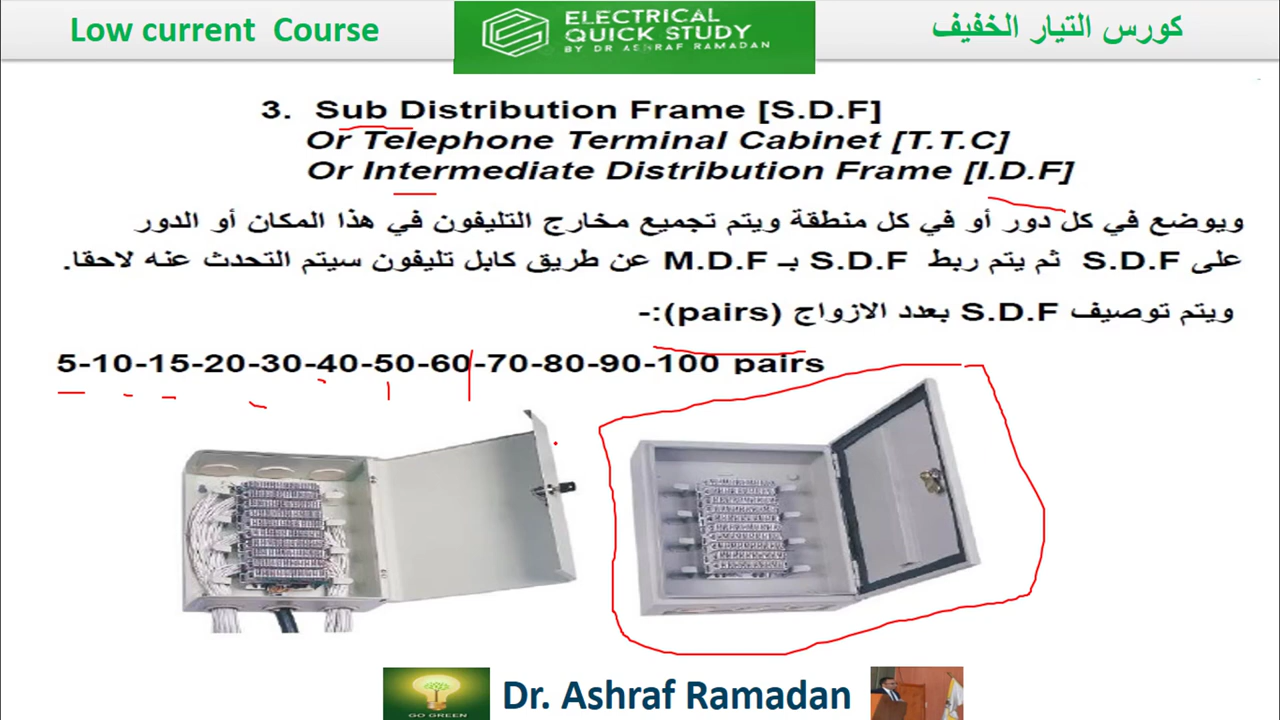 Low current Course
ELECTRICAL
QUICK STUDY
BY DR ASHRAF RAMADAN
كورس التيار الخفيف
3. Sub Distribution Frame [S.D.F]
Or Telephone Terminal Cabinet [T.T.C]
Or Intermediate Distribution Frame [I.D.F]
ويوضع في كل دور أو في كل منطقة ويتم تجميع مخارج التليفون في هذا المكان أو الدور
على S.D.F ثم يتم ربط S.D.F بـ M.D.F عن طريق كابل تليفون سيتم التحدث عنه لاحقا.
ويتم توصيف S.D.F بعدد الازواج (pairs):-
5-10-15-20-30-40-50-60-70-80-90-100 pairs
GO GREEN
Dr. Ashraf Ramadan